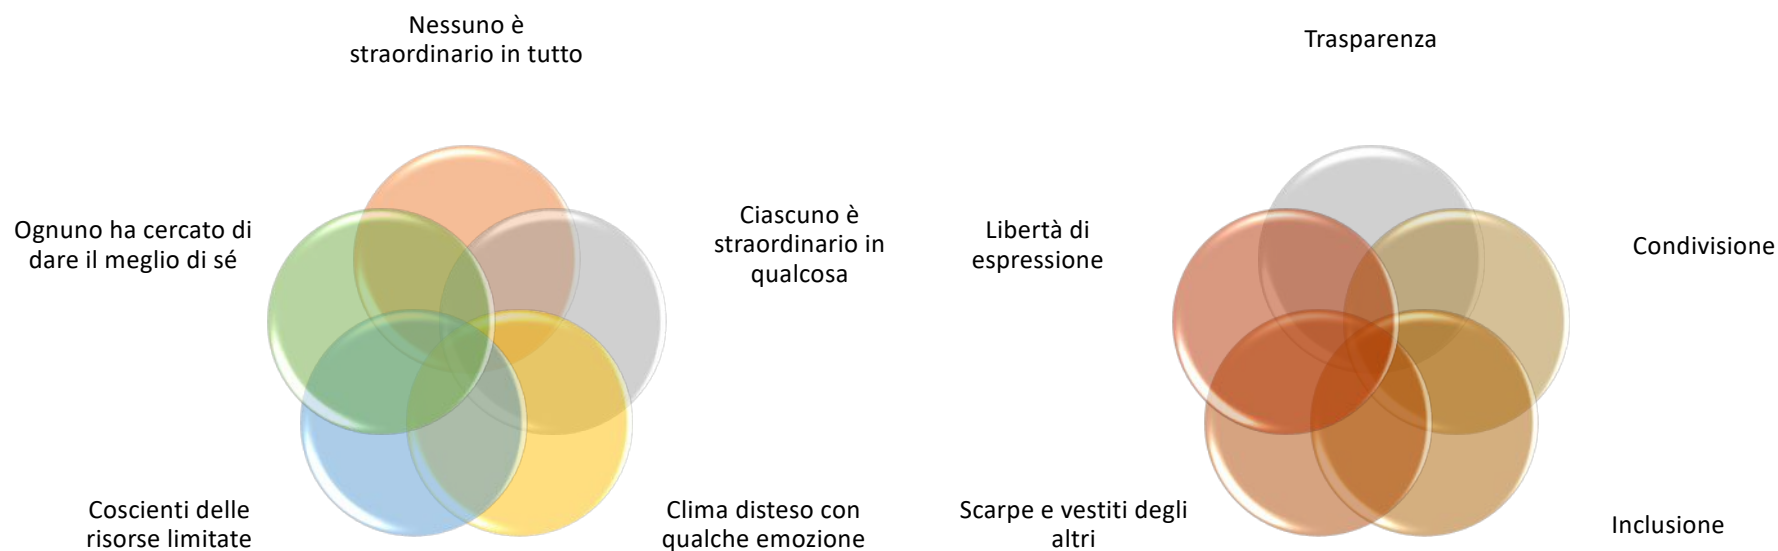 Nessuno è
straordinario in tutto
Ciascuno è
straordinario in
qualcosa
Clima disteso con
qualche emozione
Coscienti delle
risorse limitate
Ognuno ha cercato di
dare il meglio di sé
Trasparenza
Condivisione
Inclusione
Scarpe e vestiti degli
altri
Libertà di
espressione